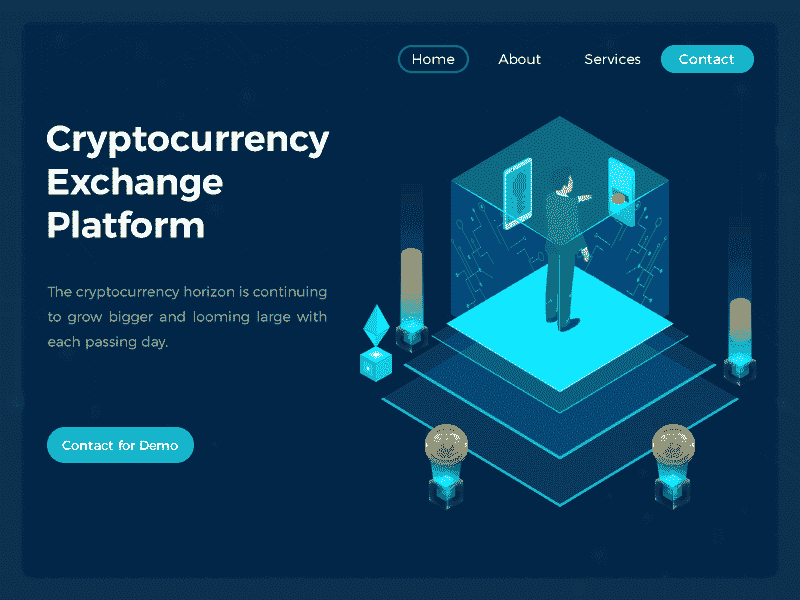 Home About Services Contact
Cryptocurrency
Exchange
Platform
The cryptocurrency horizon is continuing
to grow bigger and looming large with
each passing day.
Contact for Demo